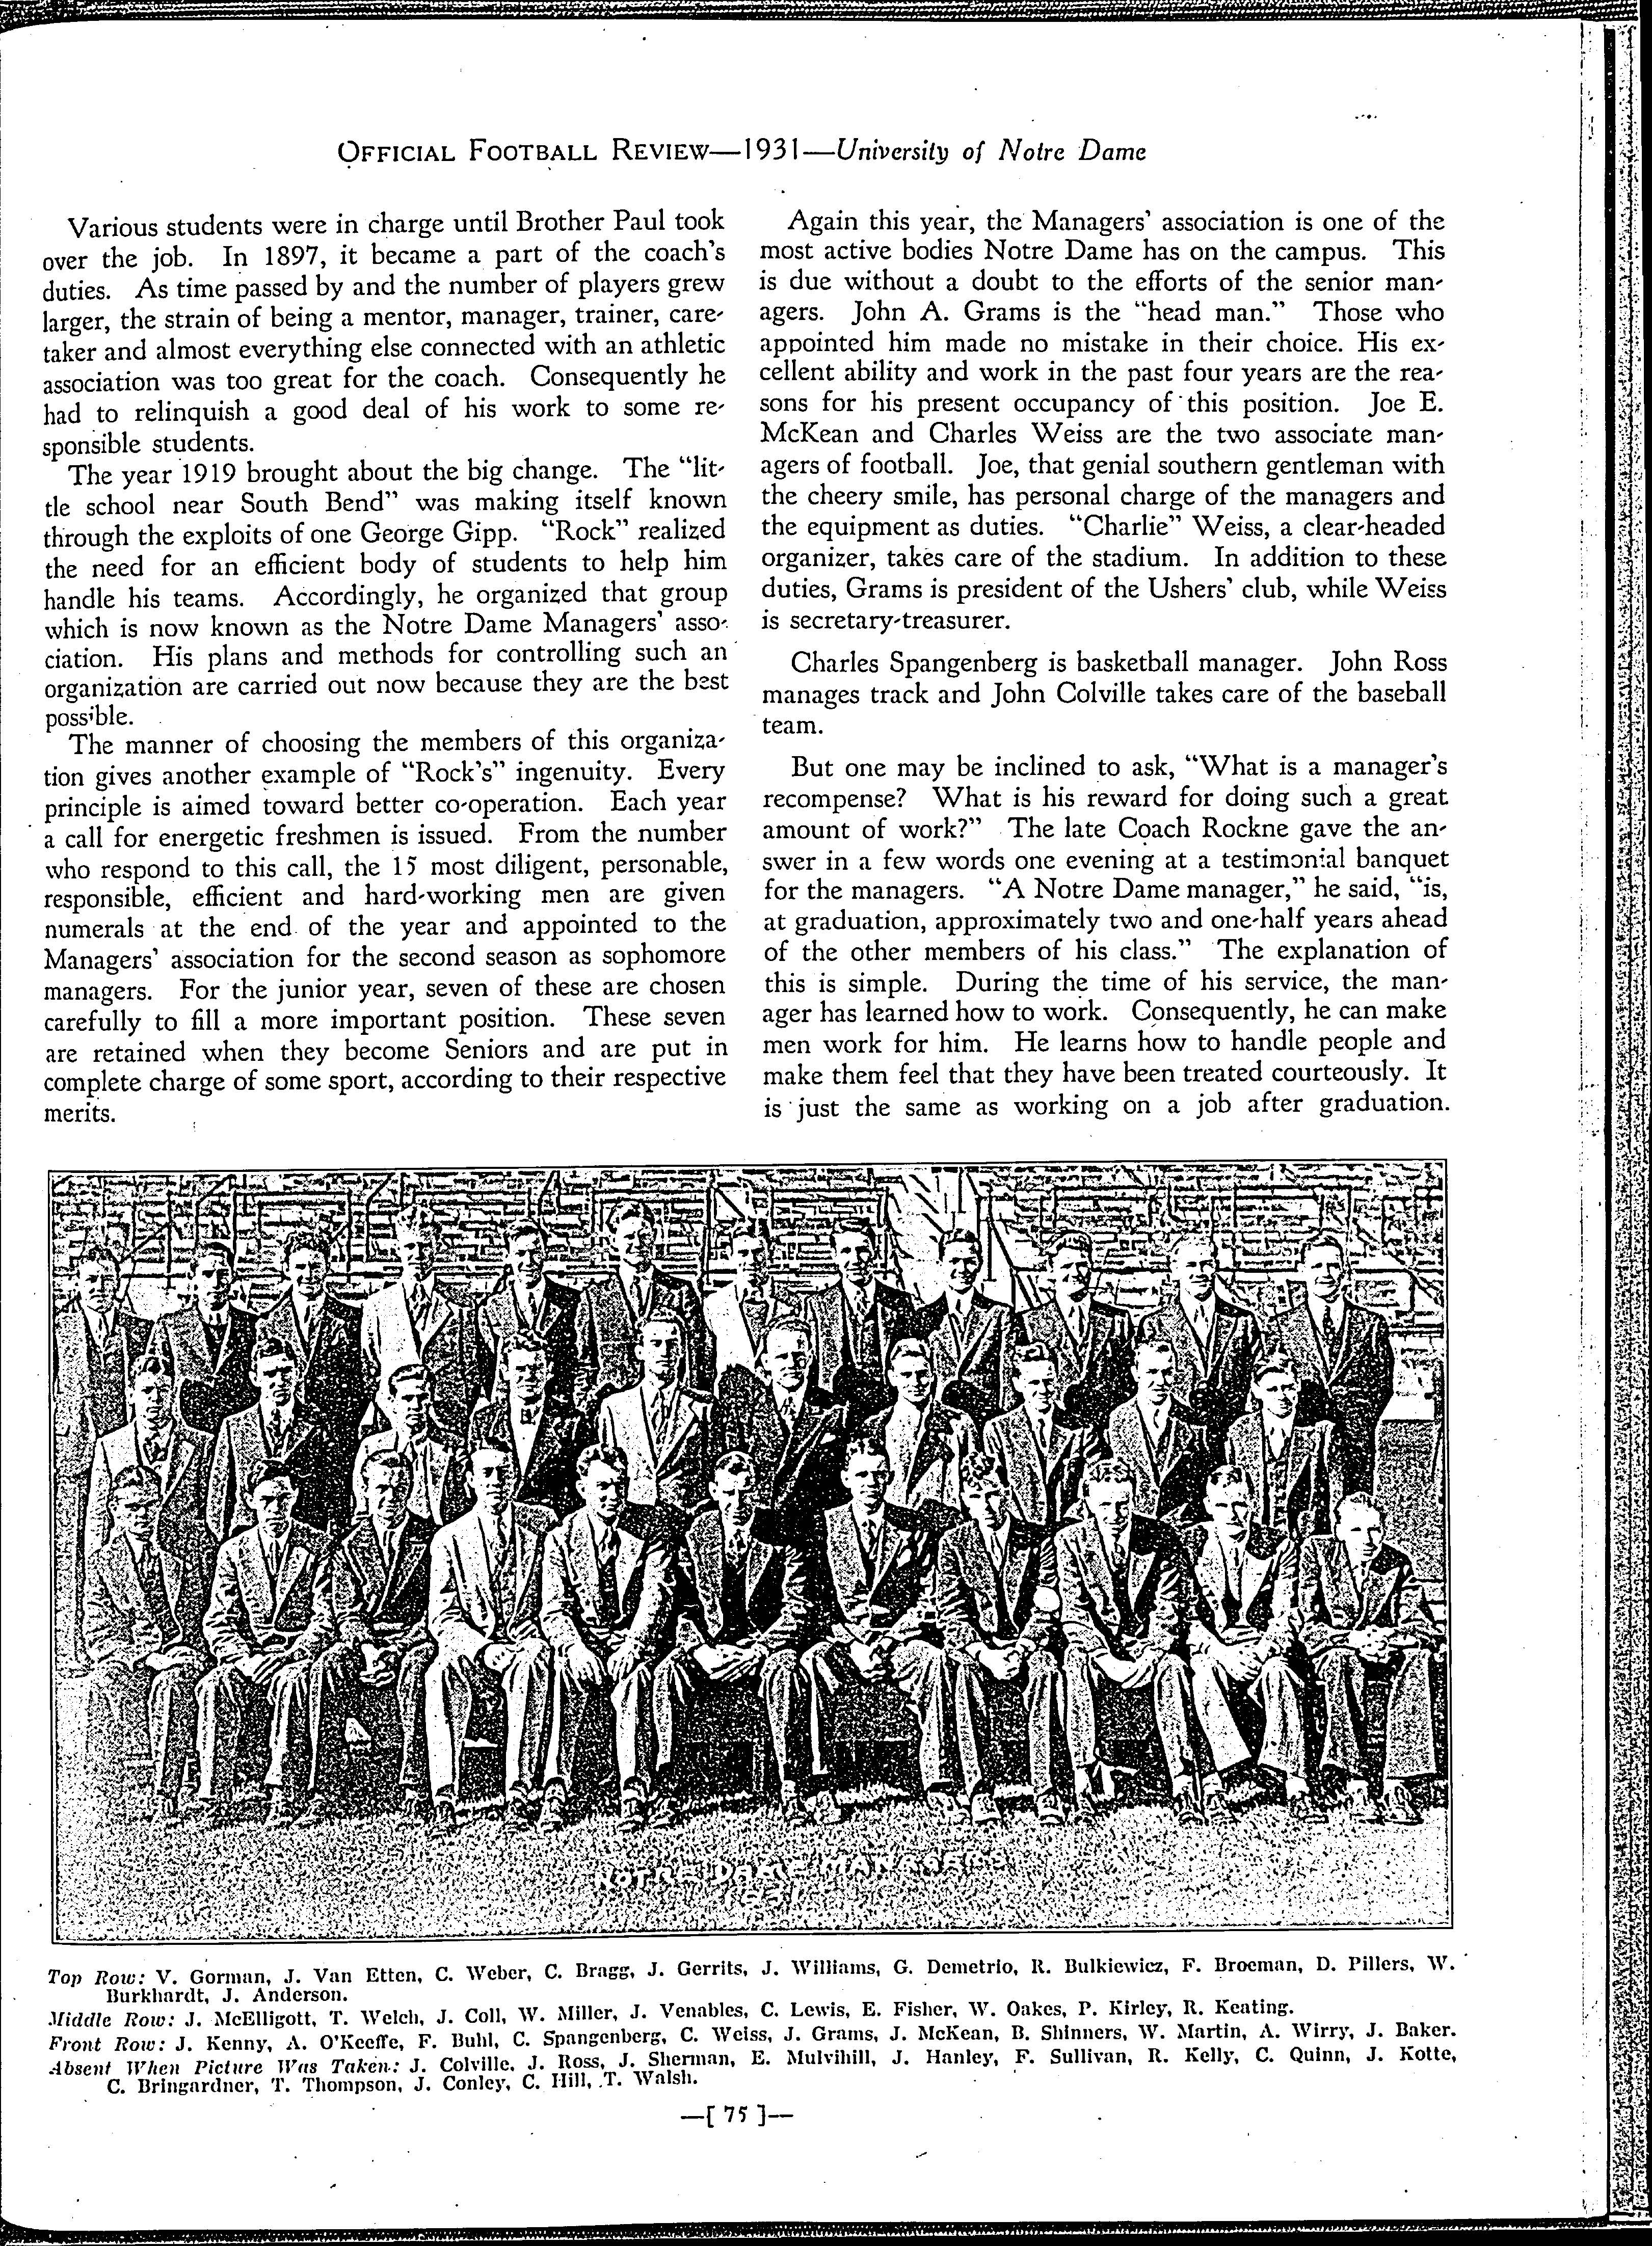 OFFICIAL FOOTBALL REVIEW—1931—University of Notre Dame
Various students were in charge until Brother Paul took
over the job. In 1897, it became a part of the coach's
duties. As time passed by and the number of players grew
larger, the strain of being a mentor, manager, trainer, care-
taker and almost everything else connected with an athletic
association was too great for the coach. Consequently he
had to relinquish a good deal of his work to some re-
sponsible students.
The year 1919 brought about the big change. The "lit-
tle school near South Bend" was making itself known
through the exploits of one George Gipp. "Rock" realized
the need for an efficient body of students to help him
handle his teams. Accordingly, he organized that group
which is now known as the Notre Dame Managers' asso-
ciation. His plans and methods for controlling such an
organization are carried out now because they are the best
possible.
The manner of choosing the members of this organiza-
tion gives another example of "Rock's" ingenuity. Every
principle is aimed toward better co-operation. Each year
a call for energetic freshmen is issued. From the number
who respond to this call, the 15 most diligent, personable,
responsible, efficient and hard-working men are given
numerals at the end of the year and appointed to the
Managers' association for the second season as sophomore
managers. For the junior year, seven of these are chosen
carefully to fill a more important position. These seven
are retained when they become Seniors and are put in
complete charge of some sport, according to their respective
merits.
Again this year, the Managers' association is one of the
most active bodies Notre Dame has on the campus. This
is due without a doubt to the efforts of the senior man-
agers. John A. Grams is the "head man." Those who
appointed him made no mistake in their choice. His ex-
cellent ability and work in the past four years are the rea-
sons for his present occupancy of this position. Joe E.
McKean and Charles Weiss are the two associate man-
agers of football. Joe, that genial southern gentleman with
the cheery smile, has personal charge of the managers and
the equipment as duties. "Charlie" Weiss, a clear-headed
organizer, takes care of the stadium. In addition to these
duties, Grams is president of the Ushers' club, while Weiss
is secretary-treasurer.
Charles Spangenberg is basketball manager. John Ross
manages track and John Colville takes care of the baseball
team.
But one may be inclined to ask, "What is a manager's
recompense? What is his reward for doing such a great
amount of work?" The late Coach Rockne gave the an-
swer in a few words one evening at a testimonial banquet
for the managers. "A Notre Dame manager," he said, "is,
at graduation, approximately two and one-half years ahead
of the other members of his class." The explanation of
this is simple. During the time of his service, the man-
ager has learned how to work. Consequently, he can make
men work for him. He learns how to handle people and
make them feel that they have been treated courteously. It
is just the same as working on a job after graduation.
NOTRE DAME MANAGERS
1931
Top Row: V. Gorman, J. Van Etten, C. Weber, C. Bragg, J. Gerrits, J. Williams, G. Demetrio, R. Bulkiewicz, F. Broeman, D. Pillers, W.
Burkhardt, J. Anderson.
Middle Row: J. McElligott, T. Welch, J. Coll, W. Miller, J. Venables, C. Lewis, E. Fisher, W. Oakes, P. Kirley, R. Keating.
Front Row: J. Kenny, A. O'Keeffe, F. Buhl, C. Spangenberg, C. Weiss, J. Grams, J. McKean, B. Shinners, W. Martin, A. Wirry, J. Baker.
Absent When Picture Was Taken: J. Colville, J. Ross, J. Sherman, E. Mulvihill, J. Hanley, F. Sullivan, R. Kelly, C. Quinn, J. Kotte,
C. Bringardner, T. Thompson, J. Conley, C. Hill, T. Walsh.
—[ 75 ]—